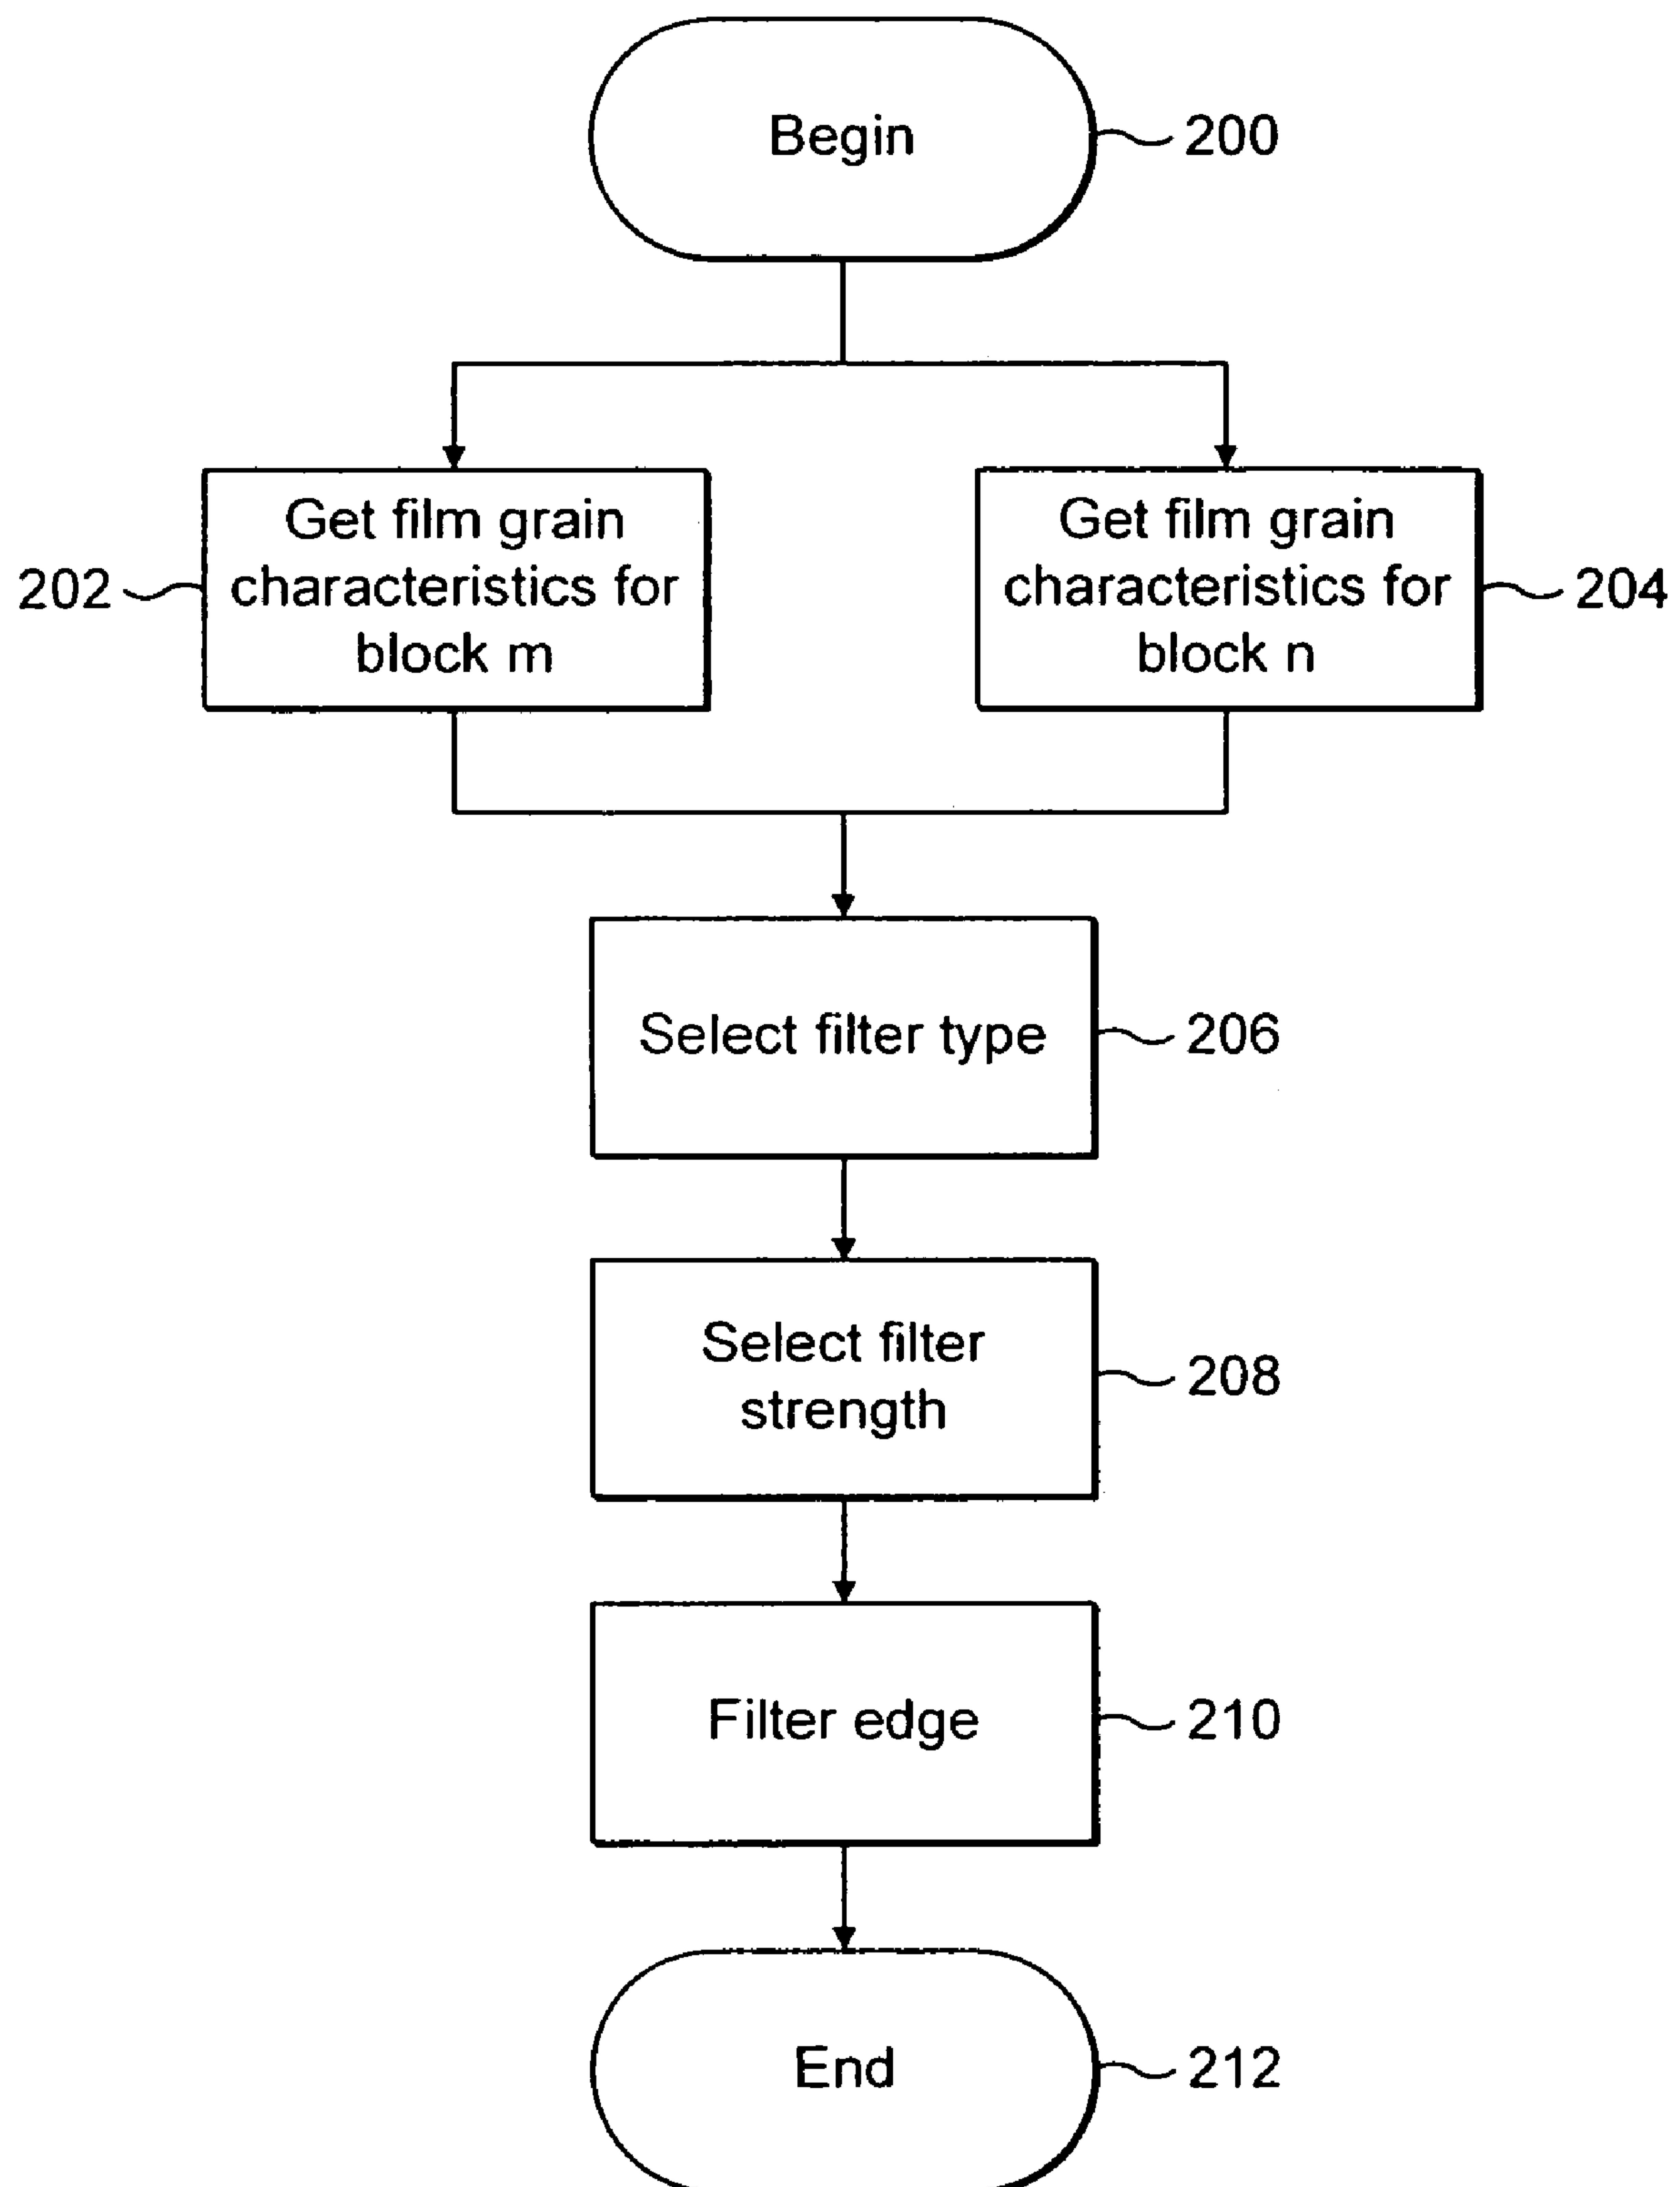 Begin
200
Get film grain
characteristics for
block m
202
Get film grain
characteristics for
block n
204
Select filter type
206
Select filter
strength
208
Filter edge
210
End
212